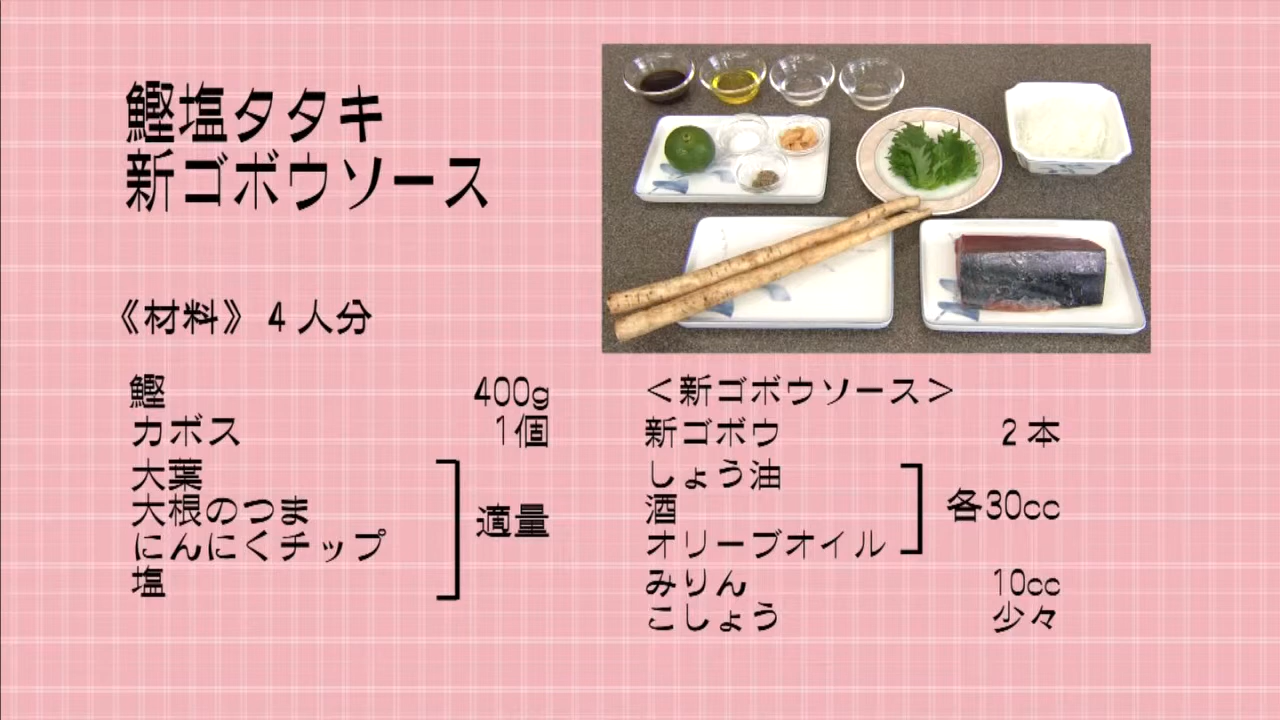 鰹塩タタキ
新ゴボウソース
《材料》４人分
鰹 400g
カボス 1個
大葉
大根のつま
にんにくチップ
塩
適量
＜新ゴボウソース＞
新ゴボウ ２本
しょう油
酒
オリーブオイル
各30cc
みりん 10cc
こしょう 少々